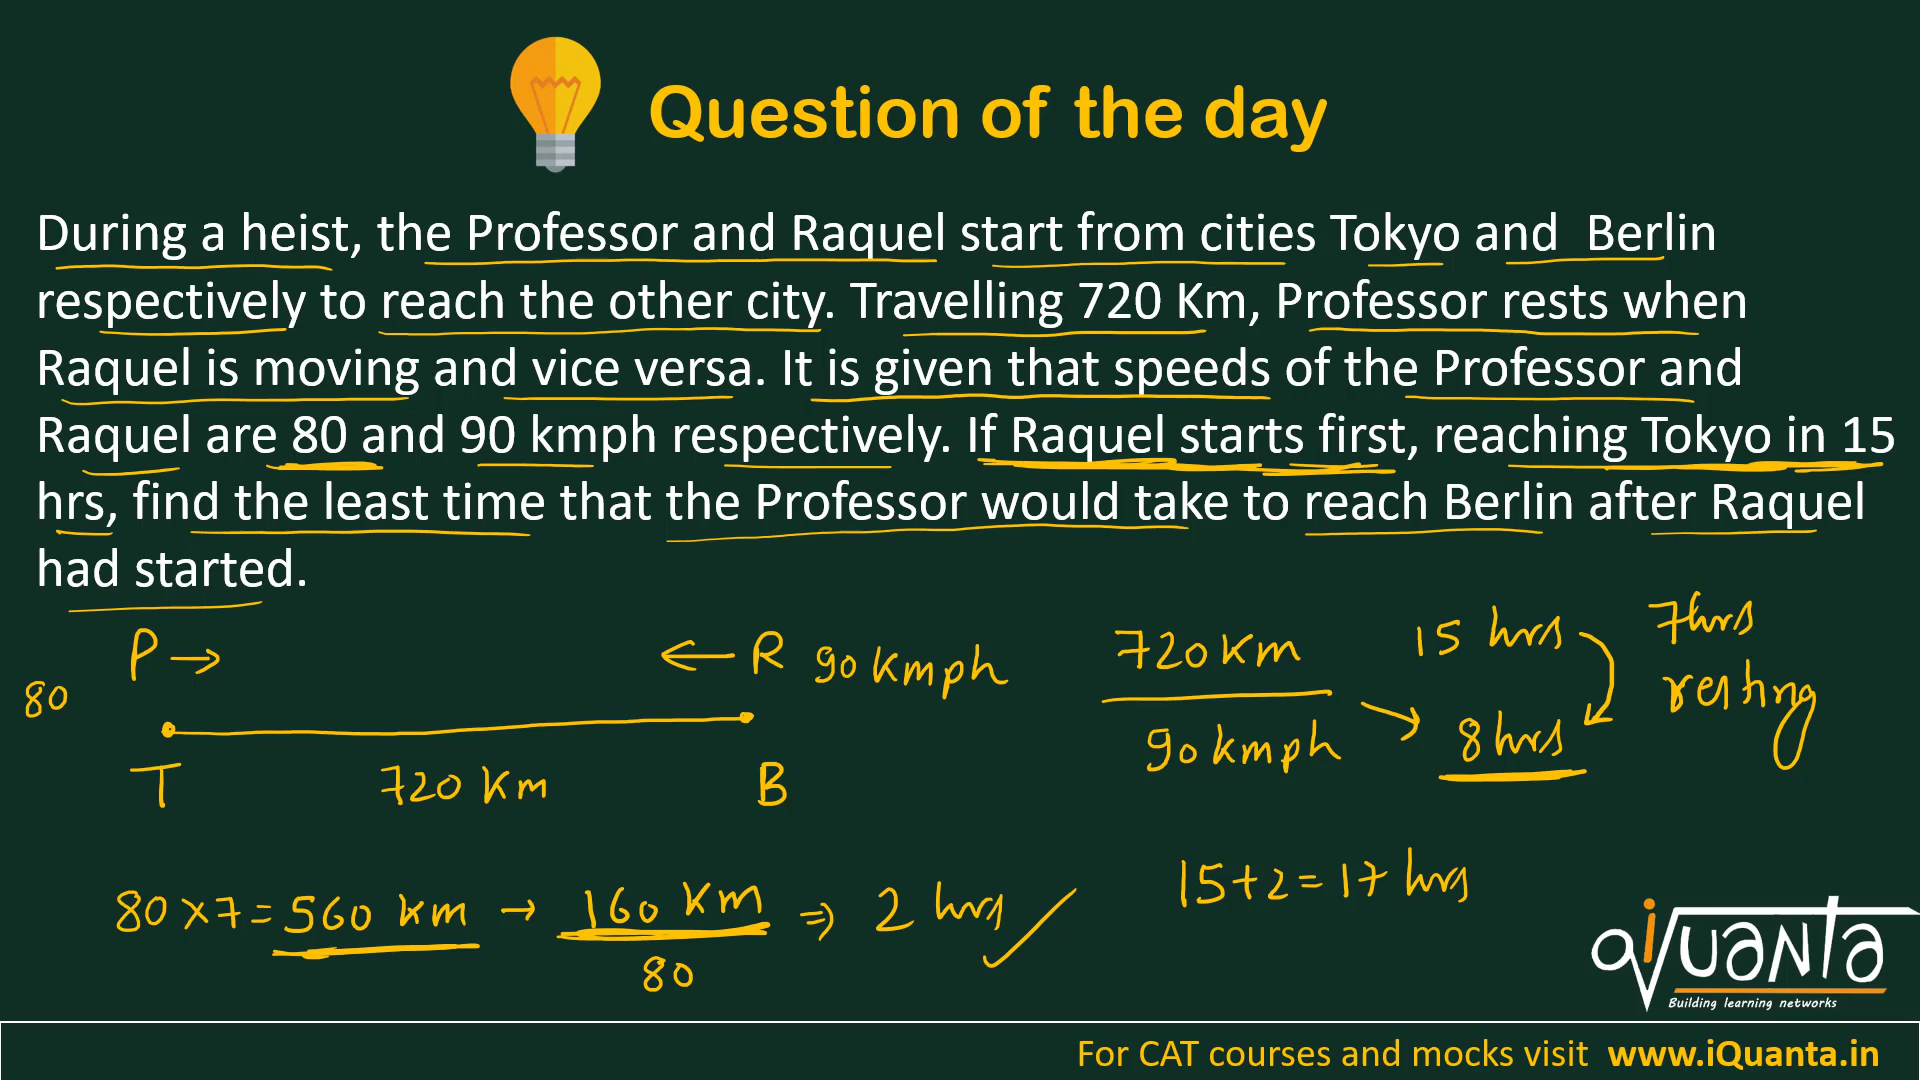 Question of the day
During a heist, the Professor and Raquel start from cities Tokyo and Berlin
respectively to reach the other city. Travelling 720 Km, Professor rests when
Raquel is moving and vice versa. It is given that speeds of the Professor and
Raquel are 80 and 90 kmph respectively. If Raquel starts first, reaching Tokyo in 15
hrs, find the least time that the Professor would take to reach Berlin after Raquel
had started.
P → ← R 90 kmph
80
T 720 Km B
720 Km
90 kmph
→ 8 hrs
15 hrs
7hrs
resting
80 x 7 = 560 km → 160 KM ⇒ 2 hrs
80
15+2 = 17 hrs
iQuanta
Building learning networks
For CAT courses and mocks visit www.iQuanta.in